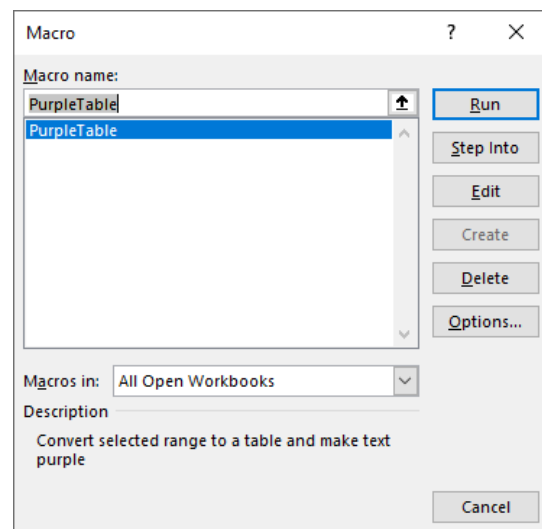 Macro ?
Macro name:
PurpleTable
PurpleTable
Run
Step Into
Edit
Create
Delete
Options...
Macros in: All Open Workbooks
Description
Convert selected range to a table and make text
purple
Cancel